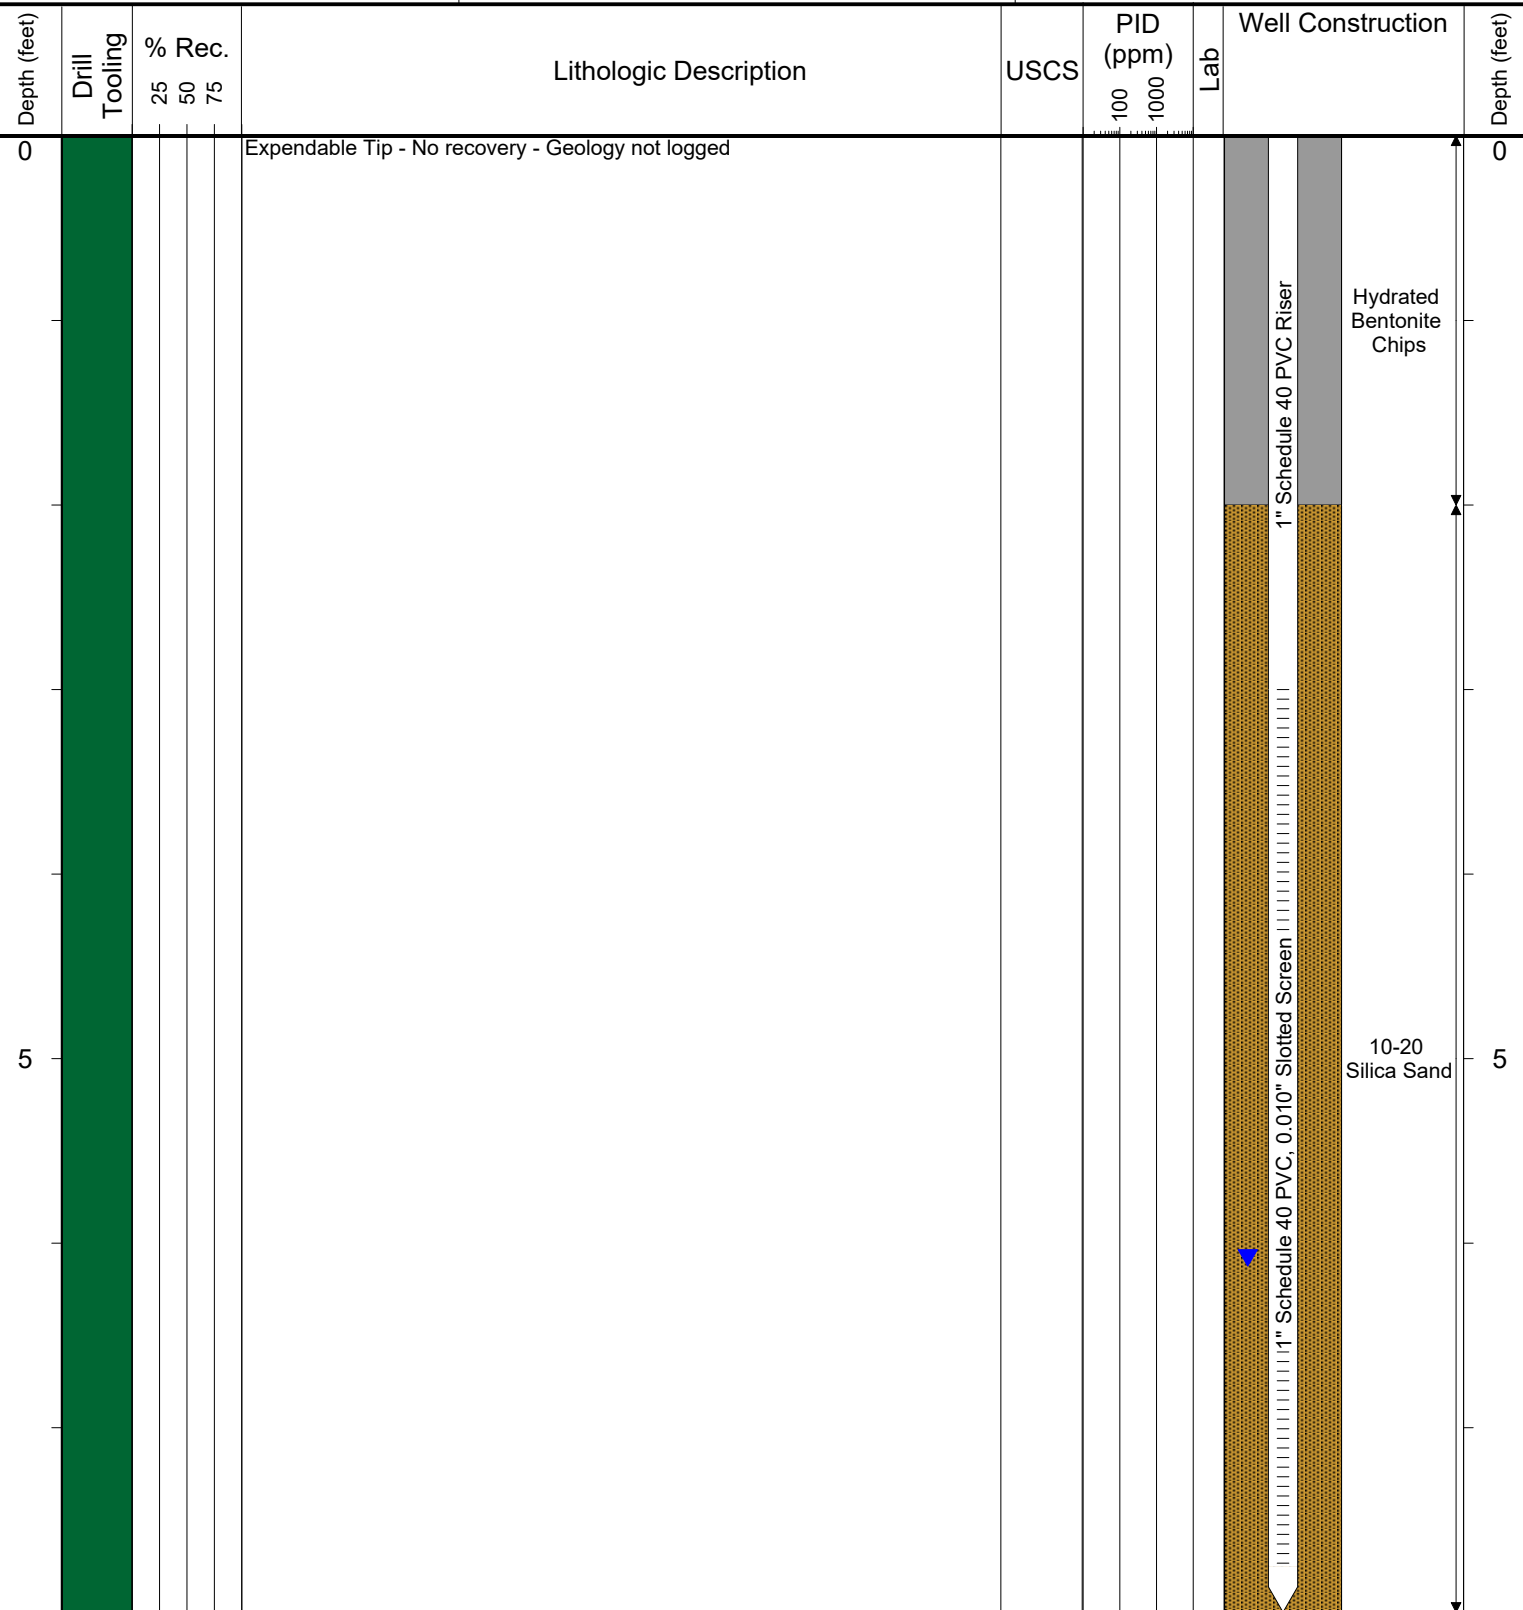 Depth (feet)
Drill
Tooling
% Rec.
25
50
75
Lithologic Description
USCS
PID
(ppm)
100
1000
Lab
Well Construction
Depth (feet)
0
Expendable Tip - No recovery - Geology not logged
0
1" Schedule 40 PVC Riser
Hydrated
Bentonite
Chips
5
1" Schedule 40 PVC, 0.010" Slotted Screen
10-20
Silica Sand
5